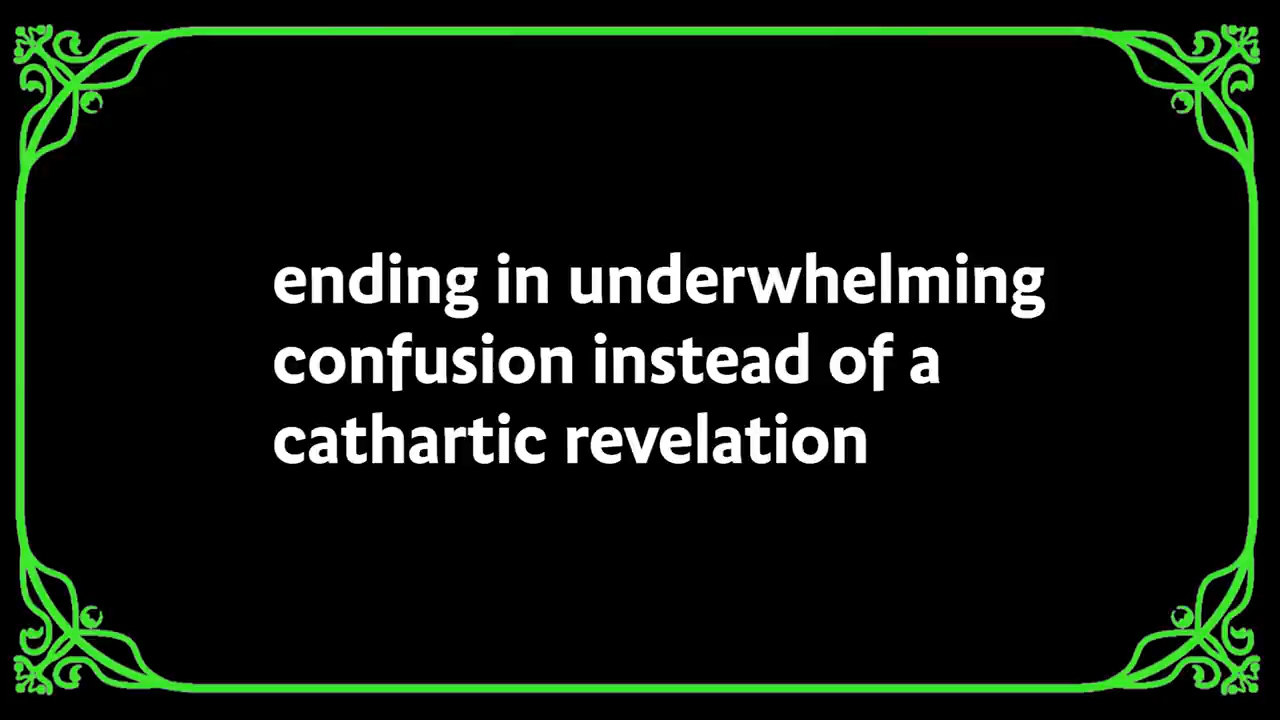 ending in underwhelming
confusion instead of a
cathartic revelation